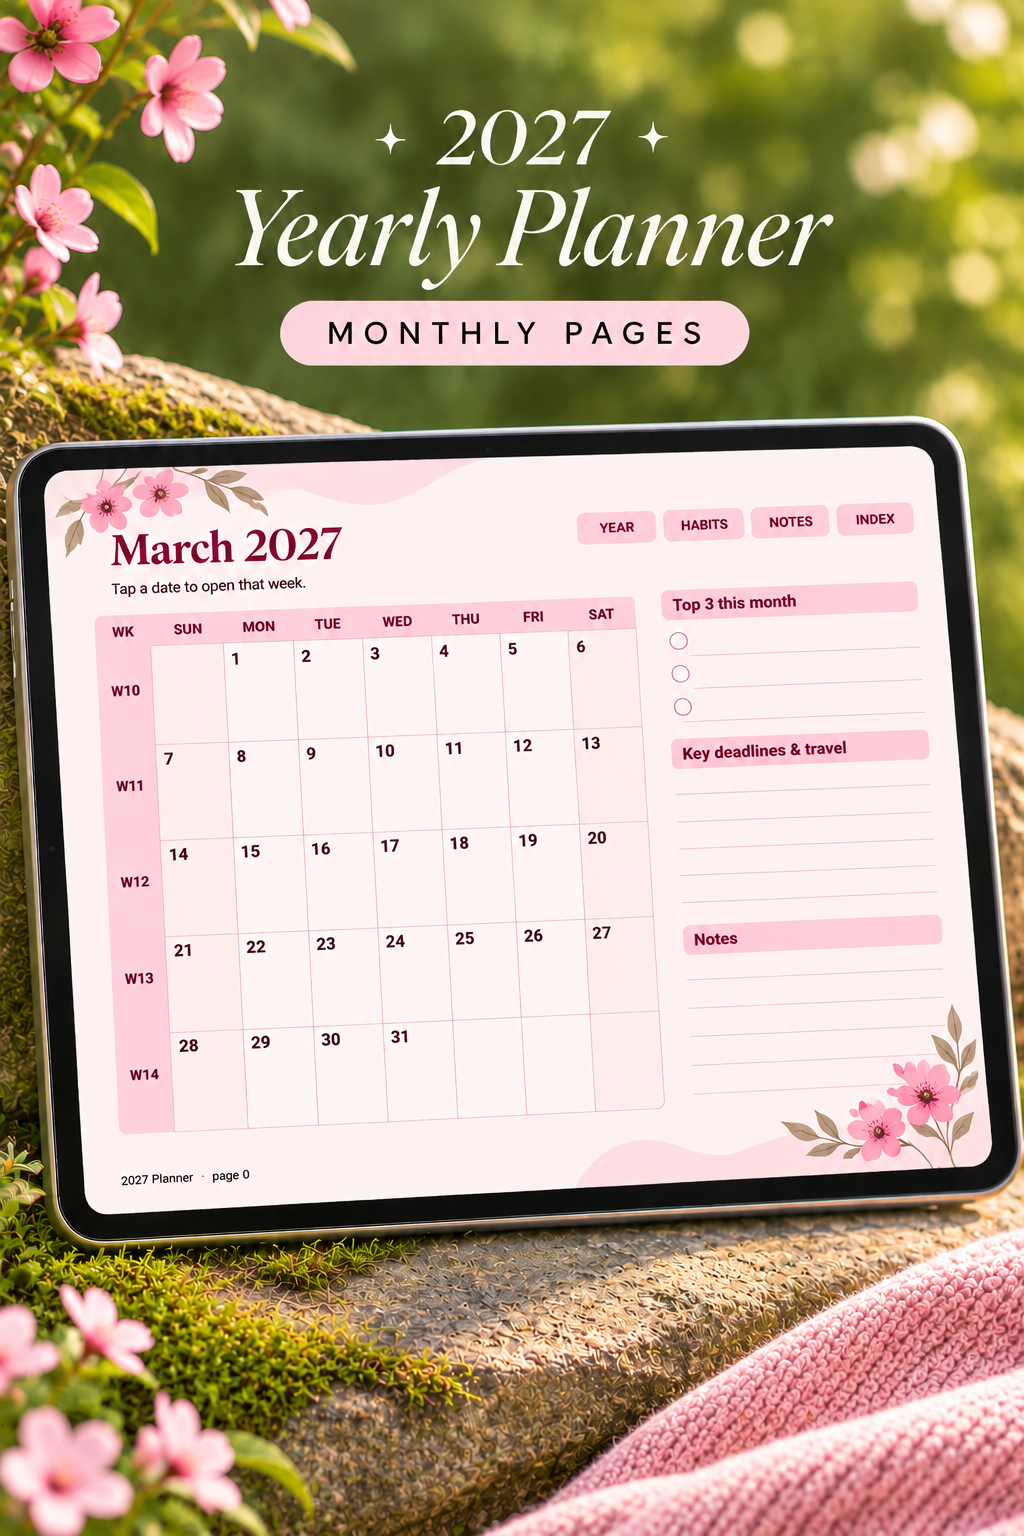 2027
Yearly Planner
MONTHLY PAGES
March 2027
Tap a date to open that week.
YEAR HABITS NOTES INDEX
WK SUN MON TUE WED THU FRI SAT
W10 1 2 3 4 5 6
W11 7 8 9 10 11 12 13
W12 14 15 16 17 18 19 20
W13 21 22 23 24 25 26 27
W14 28 29 30 31
Top 3 this month
Key deadlines & travel
Notes
2027 Planner · page 0